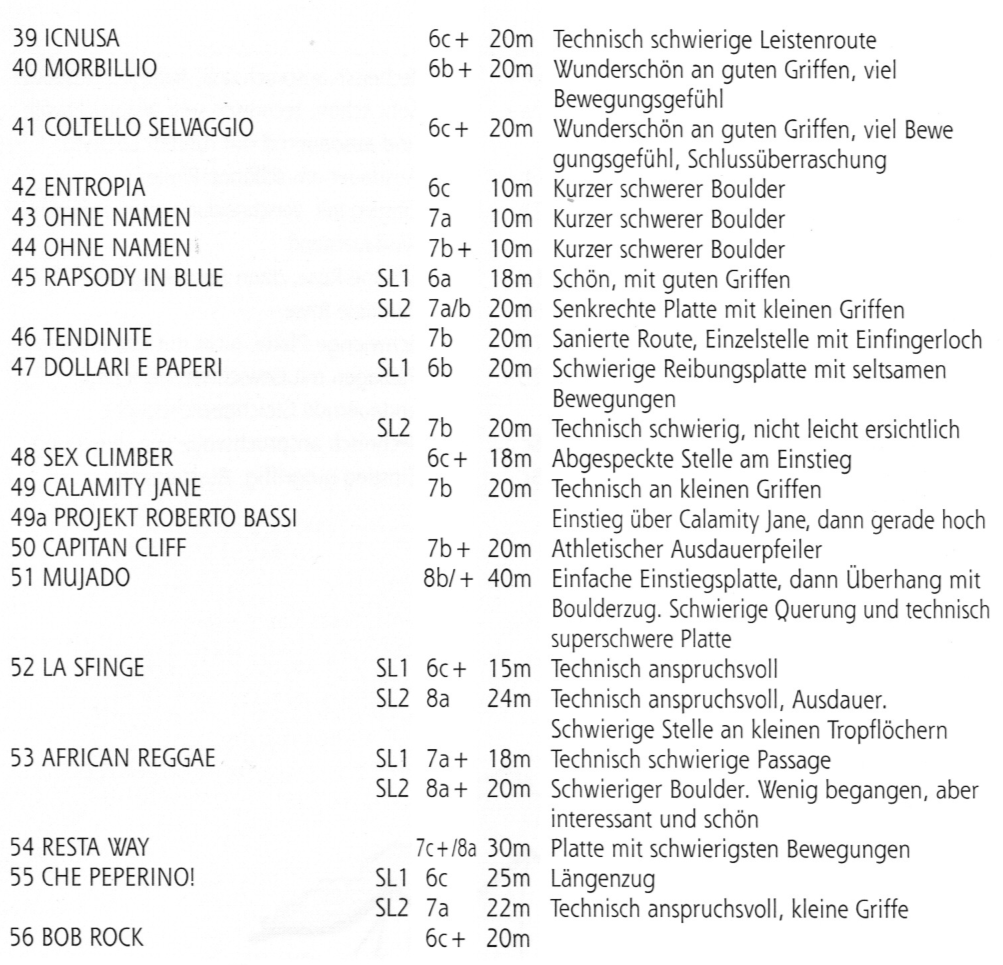 39 ICNUSA 6c+ 20m Technisch schwierige Leistenroute
40 MORBILLIO 6b+ 20m Wunderschön an guten Griffen, viel
Bewegungsgefühl
41 COLTELLO SELVAGGIO 6c+ 20m Wunderschön an guten Griffen, viel Bewe
gungsgefühl, Schlussüberraschung
42 ENTROPIA 6c 10m Kurzer schwerer Boulder
43 OHNE NAMEN 7a 10m Kurzer schwerer Boulder
44 OHNE NAMEN 7b+ 10m Kurzer schwerer Boulder
45 RAPSODY IN BLUE SL1 6a 18m Schön, mit guten Griffen
SL2 7a/b 20m Senkrechte Platte mit kleinen Griffen
46 TENDINITE 7b 20m Sanierte Route, Einzelstelle mit Einfingerloch
47 DOLLARI E PAPERI SL1 6b 20m Schwierige Reibungsplatte mit seltsamen
Bewegungen
SL2 7b 20m Technisch schwierig, nicht leicht ersichtlich
48 SEX CLIMBER 6c+ 18m Abgespeckte Stelle am Einstieg
49 CALAMITY JANE 7b 20m Technisch an kleinen Griffen
49a PROJEKT ROBERTO BASSI Einstieg über Calamity Jane, dann gerade hoch
50 CAPITAN CLIFF 7b+ 20m Athletischer Ausdauerpfeiler
51 MUJADO 8b/+ 40m Einfache Einstiegsplatte, dann Überhang mit
Boulderzug. Schwierige Querung und technisch
superschwere Platte
52 LA SFINGE SL1 6c+ 15m Technisch anspruchsvoll
SL2 8a 24m Technisch anspruchsvoll, Ausdauer.
Schwierige Stelle an kleinen Tropflöchern
53 AFRICAN REGGAE SL1 7a+ 18m Technisch schwierige Passage
SL2 8a+ 20m Schwieriger Boulder. Wenig begangen, aber
interessant und schön
54 RESTA WAY 7c+/8a 30m Platte mit schwierigsten Bewegungen
55 CHE PEPERINO! SL1 6c 25m Längenzug
SL2 7a 22m Technisch anspruchsvoll, kleine Griffe
56 BOB ROCK 6c+ 20m